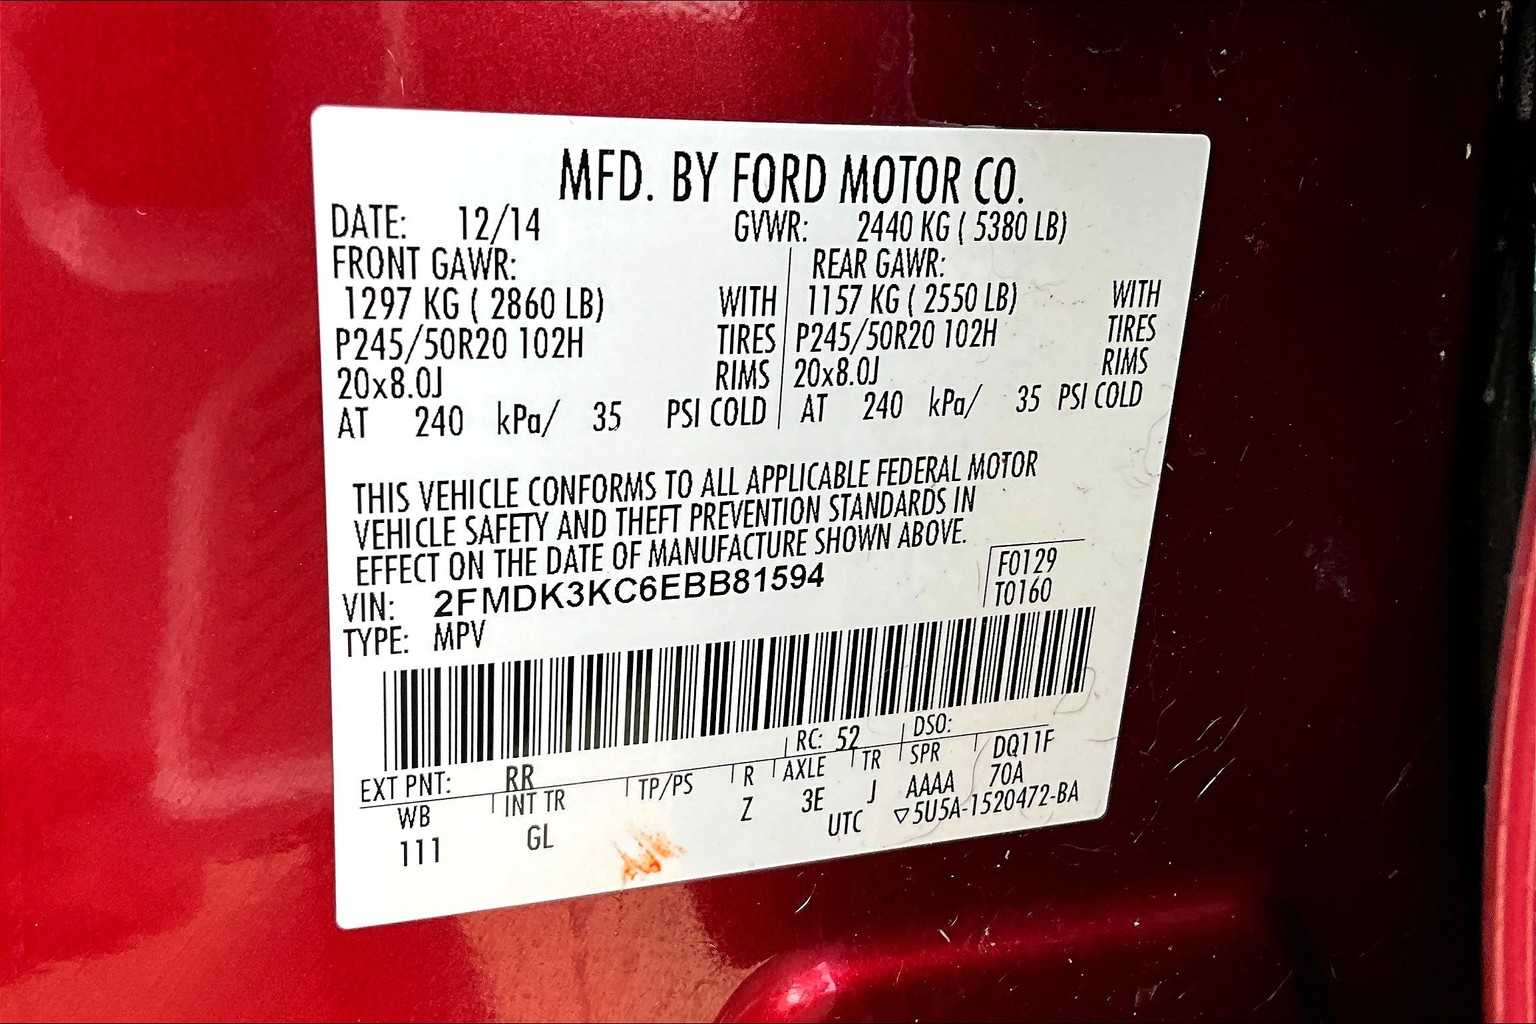 MFD. BY FORD MOTOR CO.
DATE: 12/14 GVWR: 2440 KG ( 5380 LB)
FRONT GAWR: REAR GAWR:
1297 KG ( 2860 LB) WITH 1157 KG ( 2550 LB) WITH
P245/50R20 102H TIRES P245/50R20 102H TIRES
20x8.0J RIMS 20x8.0J RIMS
AT 240 kPa/ 35 PSI COLD AT 240 kPa/ 35 PSI COLD
THIS VEHICLE CONFORMS TO ALL APPLICABLE FEDERAL MOTOR
VEHICLE SAFETY AND THEFT PREVENTION STANDARDS IN
EFFECT ON THE DATE OF MANUFACTURE SHOWN ABOVE.
VIN: 2FMDK3KC6EBB81594 F0129
TYPE: MPV T0160
EXT PNT: RR RC: 52 DSO:
WB INT TR TP/PS R AXLE TR SPR DQ11F
111 GL Z 3E J AAAA 70A
UTC ▽5U5A-1520472-BA